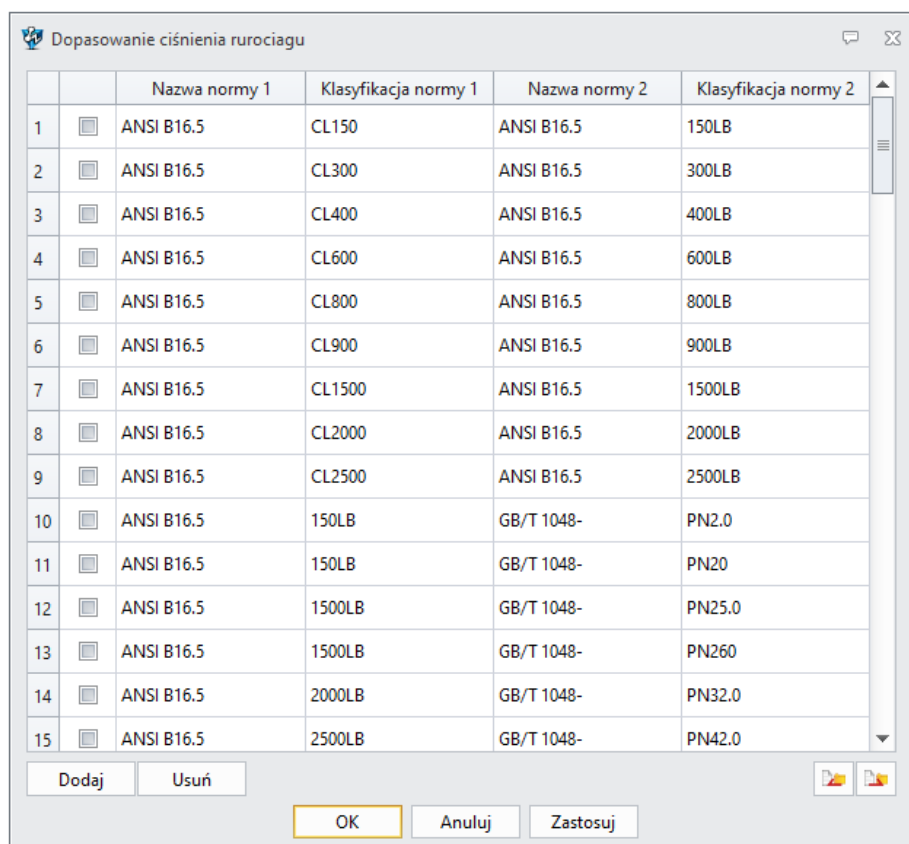 Dopasowanie ciśnienia rurociagu
Nazwa normy 1 Klasyfikacja normy 1 Nazwa normy 2 Klasyfikacja normy 2
1 ANSI B16.5 CL150 ANSI B16.5 150LB
2 ANSI B16.5 CL300 ANSI B16.5 300LB
3 ANSI B16.5 CL400 ANSI B16.5 400LB
4 ANSI B16.5 CL600 ANSI B16.5 600LB
5 ANSI B16.5 CL800 ANSI B16.5 800LB
6 ANSI B16.5 CL900 ANSI B16.5 900LB
7 ANSI B16.5 CL1500 ANSI B16.5 1500LB
8 ANSI B16.5 CL2000 ANSI B16.5 2000LB
9 ANSI B16.5 CL2500 ANSI B16.5 2500LB
10 ANSI B16.5 150LB GB/T 1048- PN2.0
11 ANSI B16.5 150LB GB/T 1048- PN20
12 ANSI B16.5 1500LB GB/T 1048- PN25.0
13 ANSI B16.5 1500LB GB/T 1048- PN260
14 ANSI B16.5 2000LB GB/T 1048- PN32.0
15 ANSI B16.5 2500LB GB/T 1048- PN42.0
Dodaj Usuń
OK Anuluj Zastosuj